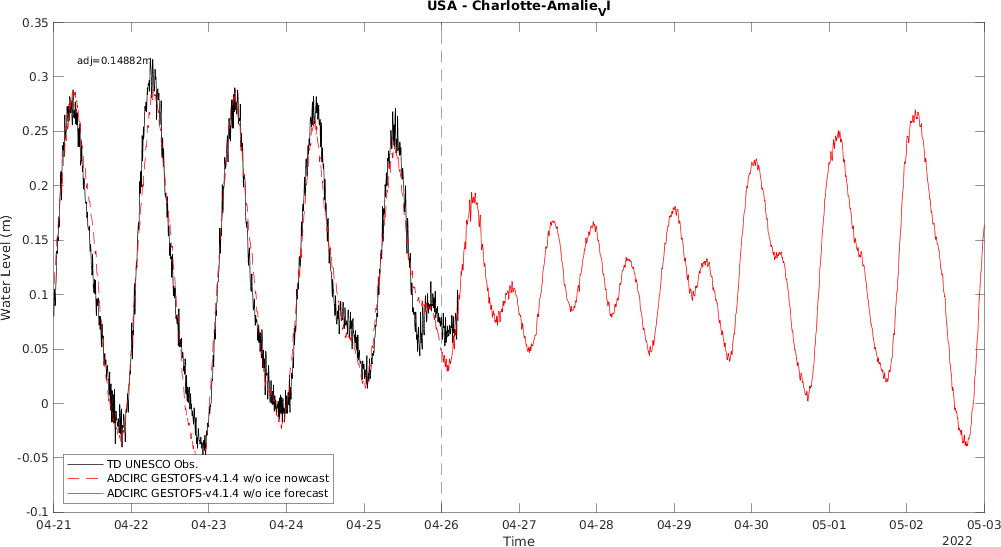 USA - Charlotte-Amalie_VI
adj=0.14882m
0.35
0.3
0.25
0.2
0.15
0.1
0.05
0
-0.05
-0.1
Water Level (m)
TD UNESCO Obs.
ADCIRC GESTOFS-v4.1.4 w/o ice nowcast
ADCIRC GESTOFS-v4.1.4 w/o ice forecast
04-21 04-22 04-23 04-24 04-25 04-26 04-27 04-28 04-29 04-30 05-01 05-02 05-03
Time
2022